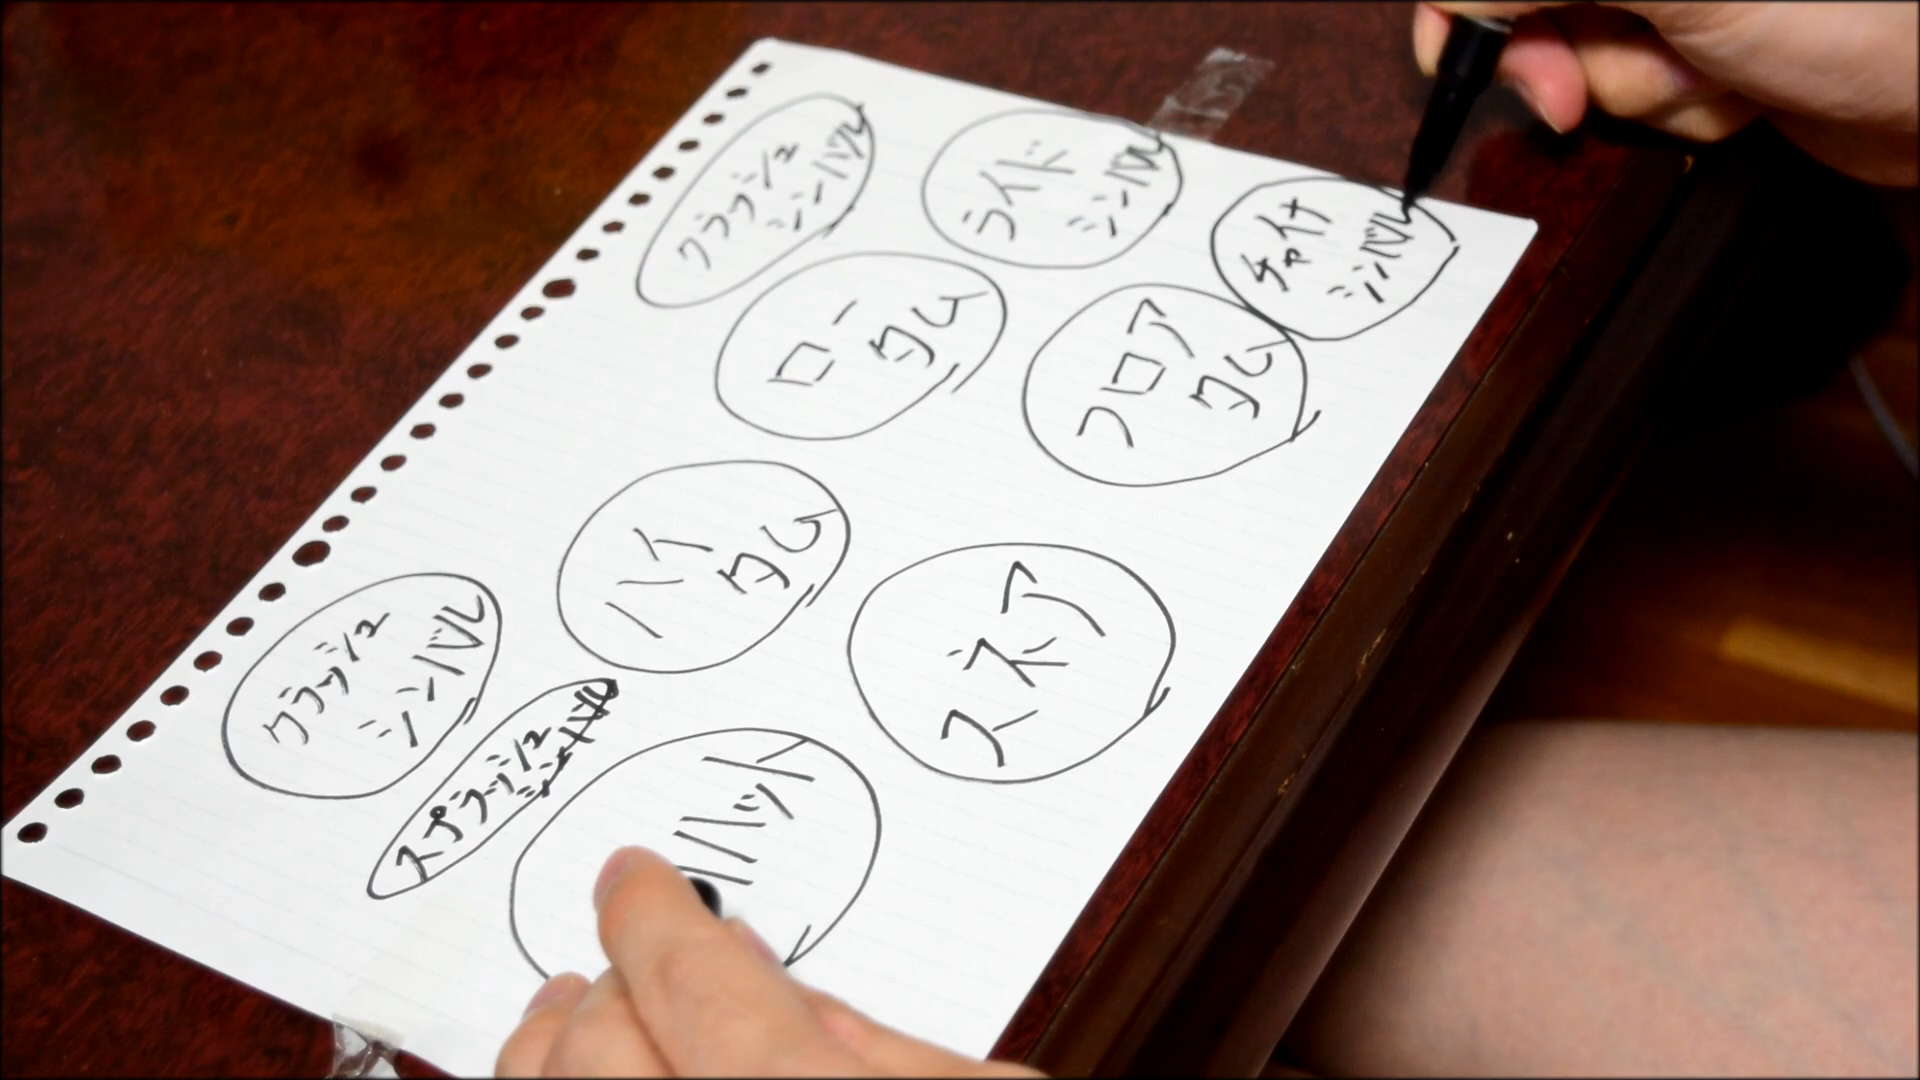 クラッシュ
シンバル
ライド
シンバル
チャイナ
シンバル
ロー
タム
フロア
タム
ハイ
タム
スネア
クラッシュ
シンバル
スプラッシュ
シンバル
ハイハット